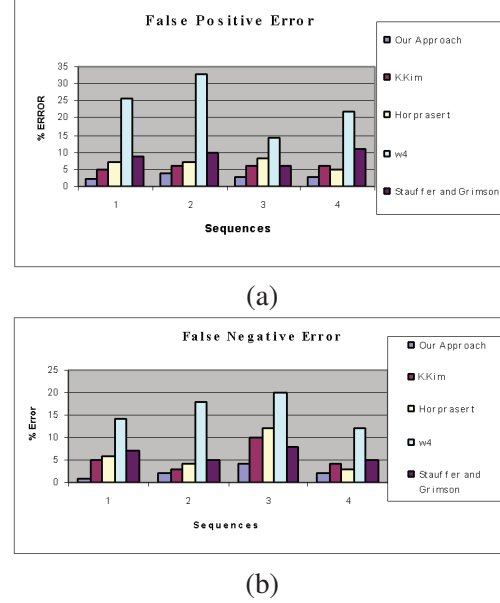 False Positive Error
% ERROR
35
30
25
20
15
10
5
0
1 2 3 4
Sequences
Our Approach
K.Kim
Horprasert
w4
Stauffer and Grimson
(a)
False Negative Error
% Error
25
20
15
10
5
0
1 2 3 4
Sequences
Our Approach
K.Kim
Horprasert
w4
Stauffer and
Grimson
(b)